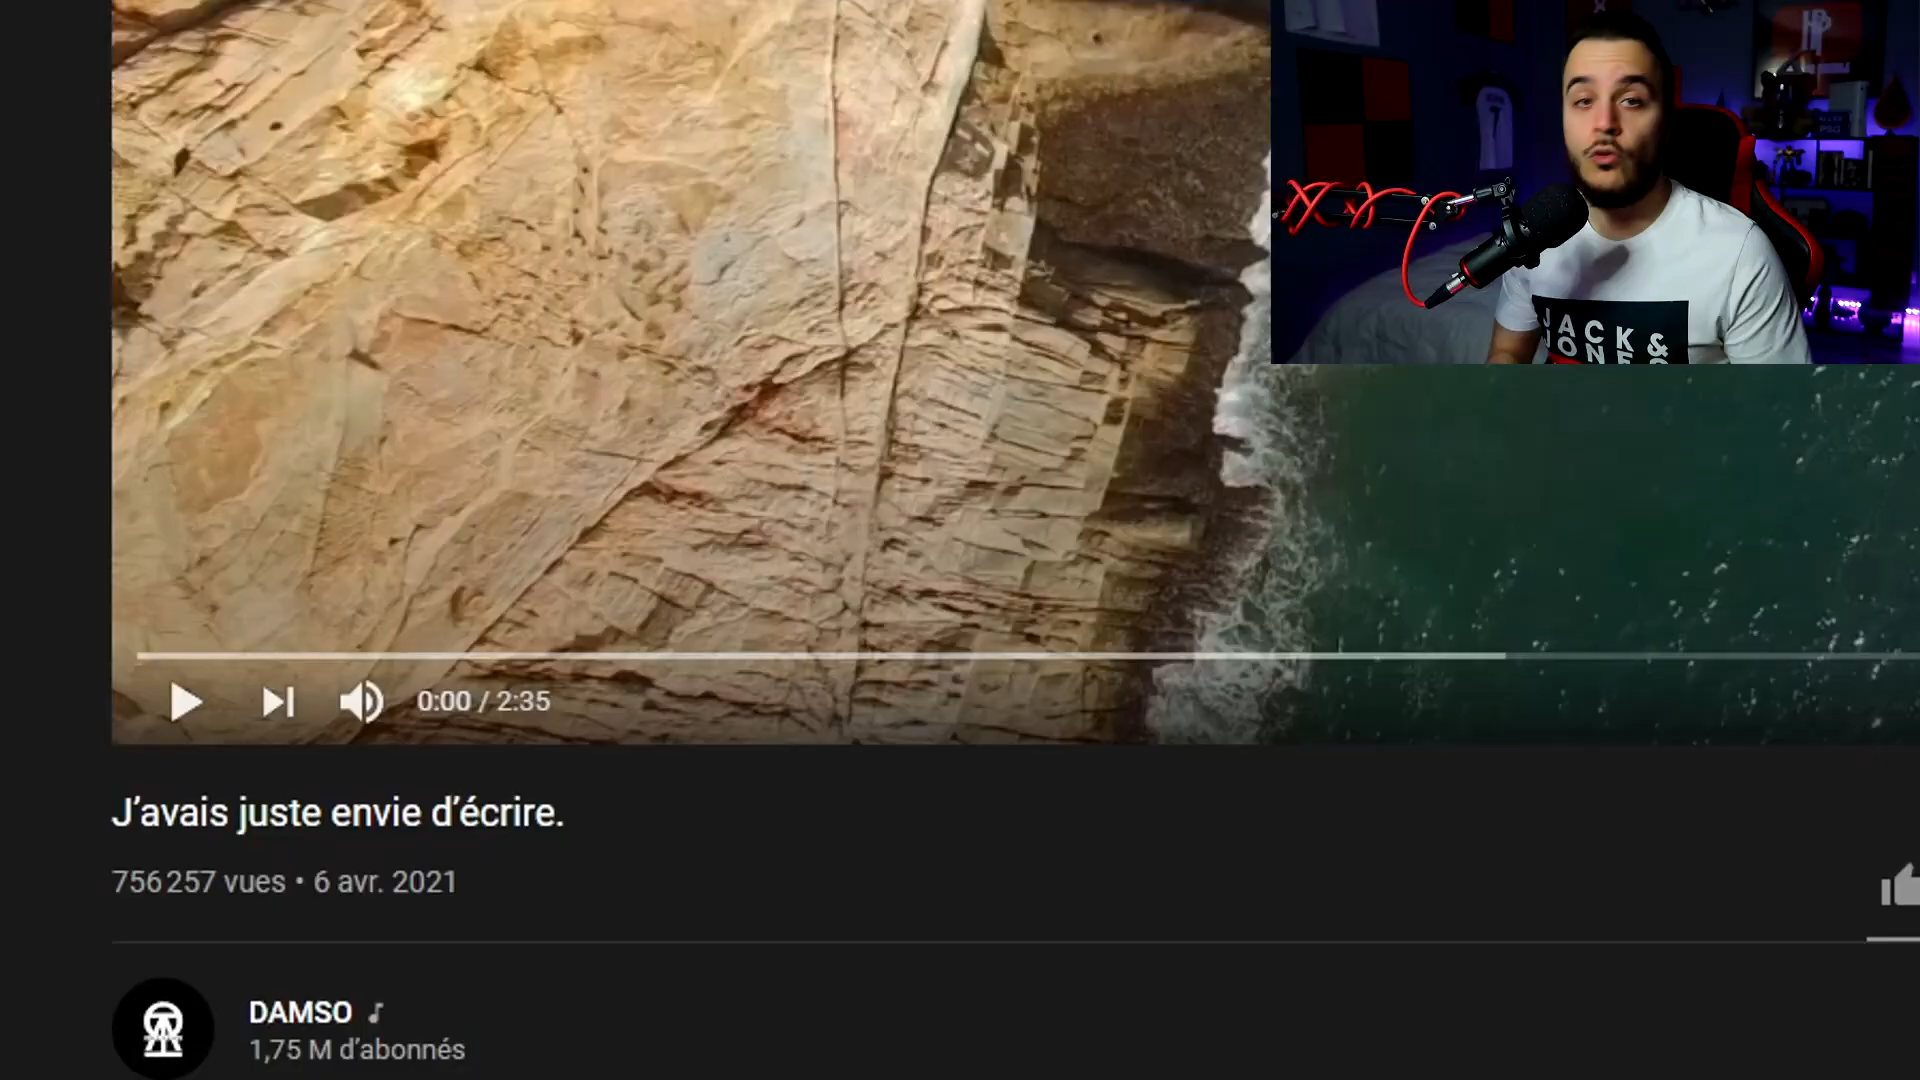 JACK &
JONES
0:00 / 2:35
J’avais juste envie d’écrire.
756 257 vues • 6 avr. 2021
DAMSO
1,75 M d’abonnés